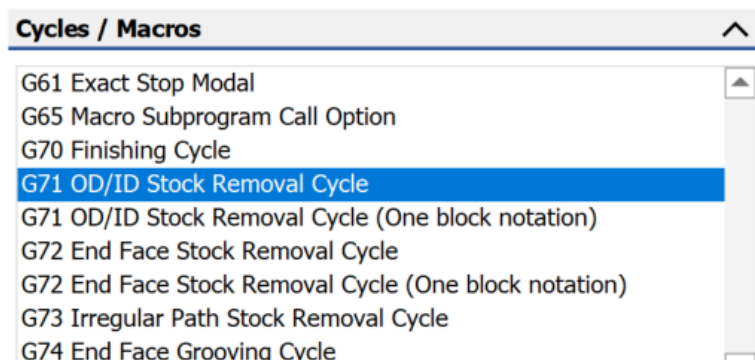 Cycles / Macros
G61 Exact Stop Modal
G65 Macro Subprogram Call Option
G70 Finishing Cycle
G71 OD/ID Stock Removal Cycle
G71 OD/ID Stock Removal Cycle (One block notation)
G72 End Face Stock Removal Cycle
G72 End Face Stock Removal Cycle (One block notation)
G73 Irregular Path Stock Removal Cycle
G74 End Face Grooving Cycle